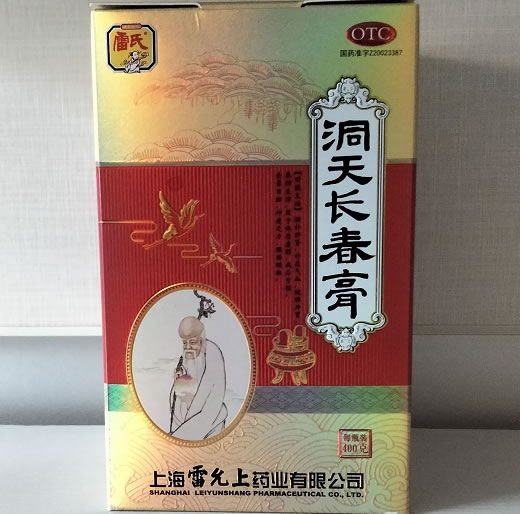 雷氏
OTC
国药准字Z20023387
洞天长春膏
每瓶装
400克
上海雷允上药业有限公司
SHANGHAI LEIYUNSHANG PHARMACEUTICAL CO., LTD.